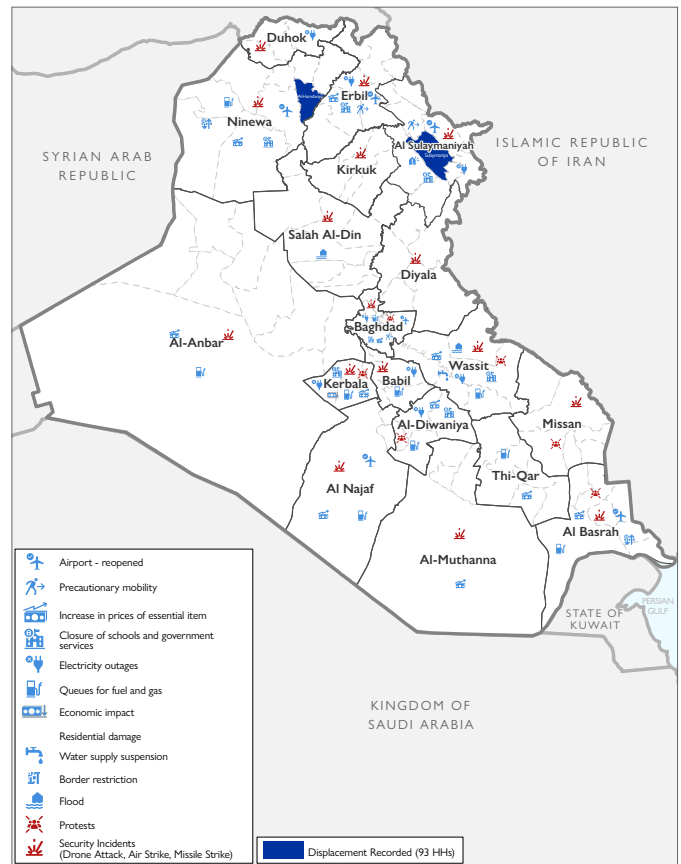 Duhok
Al-Hamdaniya
Erbil
Ninewa
Al Sulaymaniyah
Sulaymaniya
ISLAMIC REPUBLIC
OF IRAN
SYRIAN ARAB
REPUBLIC
Kirkuk
Salah Al-Din
Diyala
Baghdad
Al-Anbar
Wassit
Kerbala
Babil
Al-Diwaniya
Missan
Thi-Qar
Al Najaf
Al Basrah
Al-Muthanna
PERSIAN
GULF
STATE OF
KUWAIT
KINGDOM OF
SAUDI ARABIA
Airport - reopened
Precautionary mobility
Increase in prices of essential item
Closure of schools and government
services
Electricity outages
Queues for fuel and gas
Economic impact
Residential damage
Water supply suspension
Border restriction
Flood
Protests
Security Incidents
(Drone Attack, Air Strike, Missile Strike)
Displacement Recorded (93 HHs)